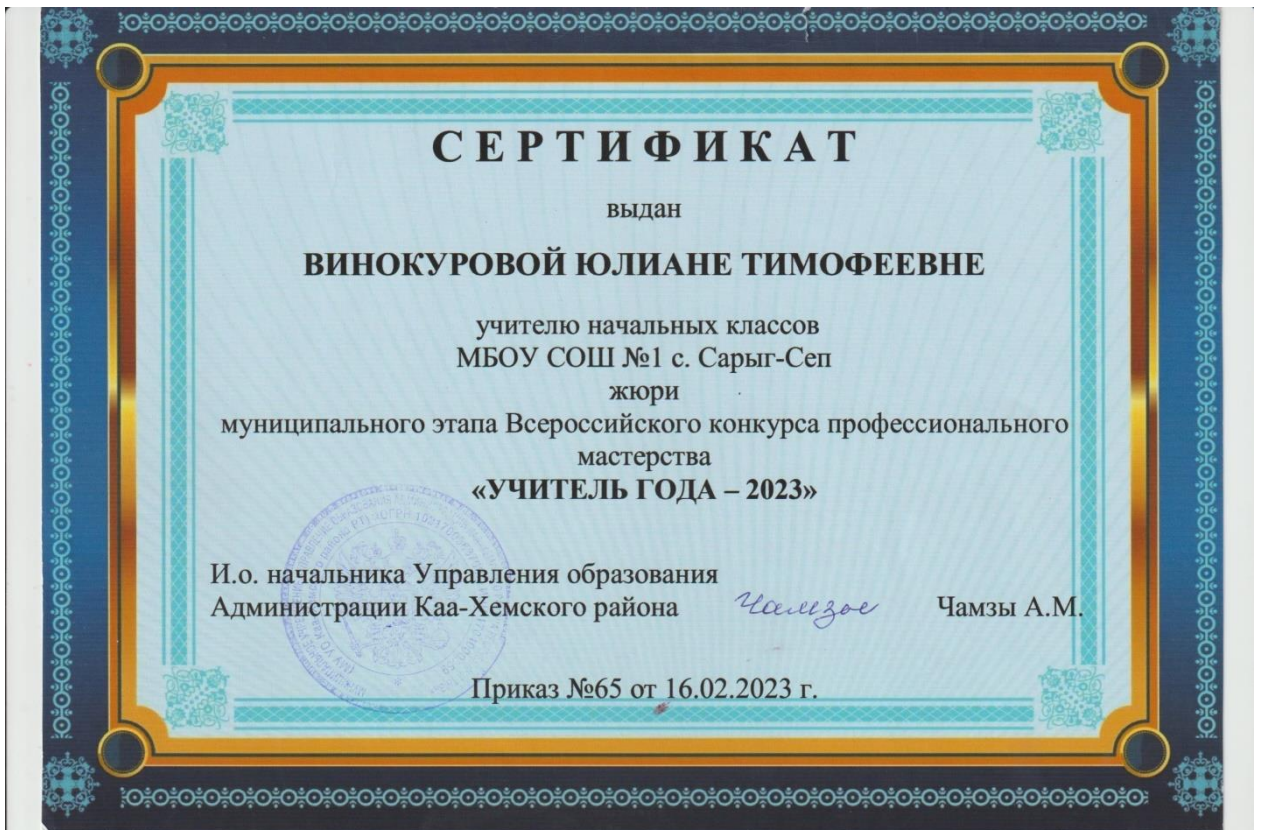 СЕРТИФИКАТ
выдан
ВИНОКУРОВОЙ ЮЛИАНЕ ТИМОФЕЕВНЕ
учителю начальных классов
МБОУ СОШ №1 с. Сарыг-Сеп
жюри
муниципального этапа Всероссийского конкурса профессионального
мастерства
«УЧИТЕЛЬ ГОДА – 2023»
И.о. начальника Управления образования
Администрации Каа-Хемского района Чамзы Чамзы А.М.
Приказ №65 от 16.02.2023 г.